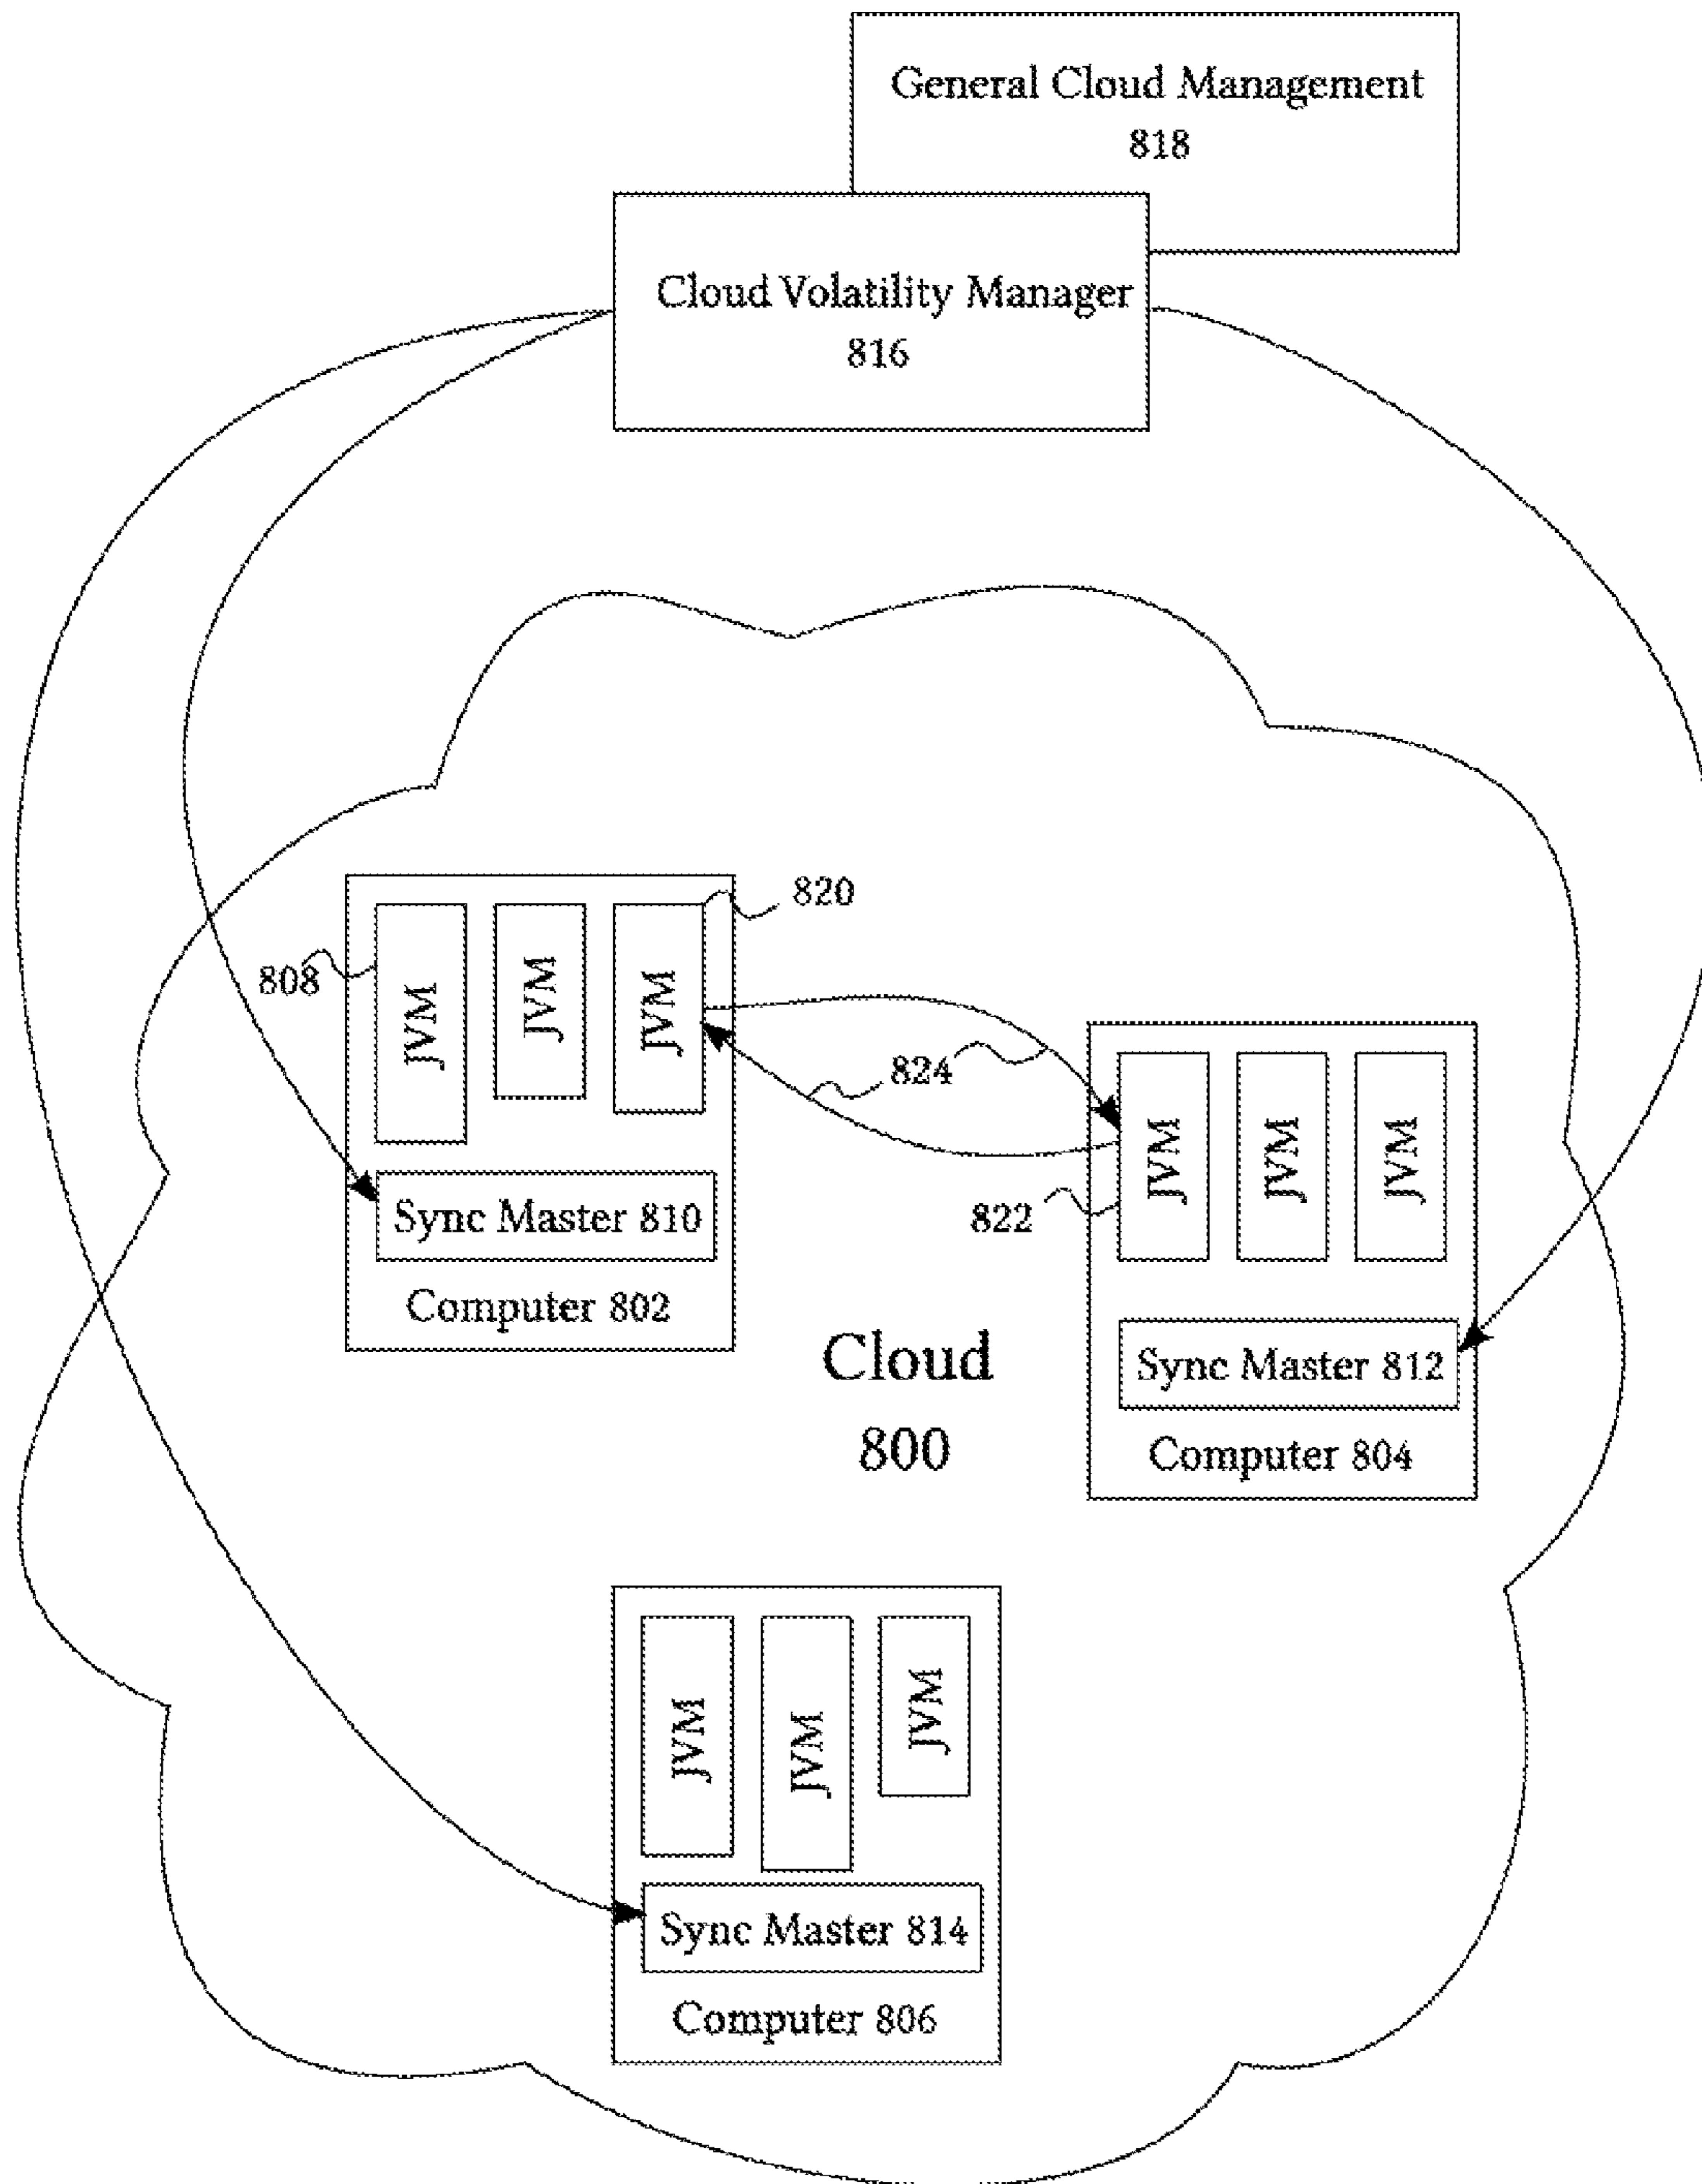 General Cloud Management
818
Cloud Volatility Manager
816
820
808
JVM
JVM
JVM
824
822
JVM
JVM
JVM
Sync Master 810
Computer 802
Cloud
800
Sync Master 812
Computer 804
JVM
JVM
JVM
Sync Master 814
Computer 806